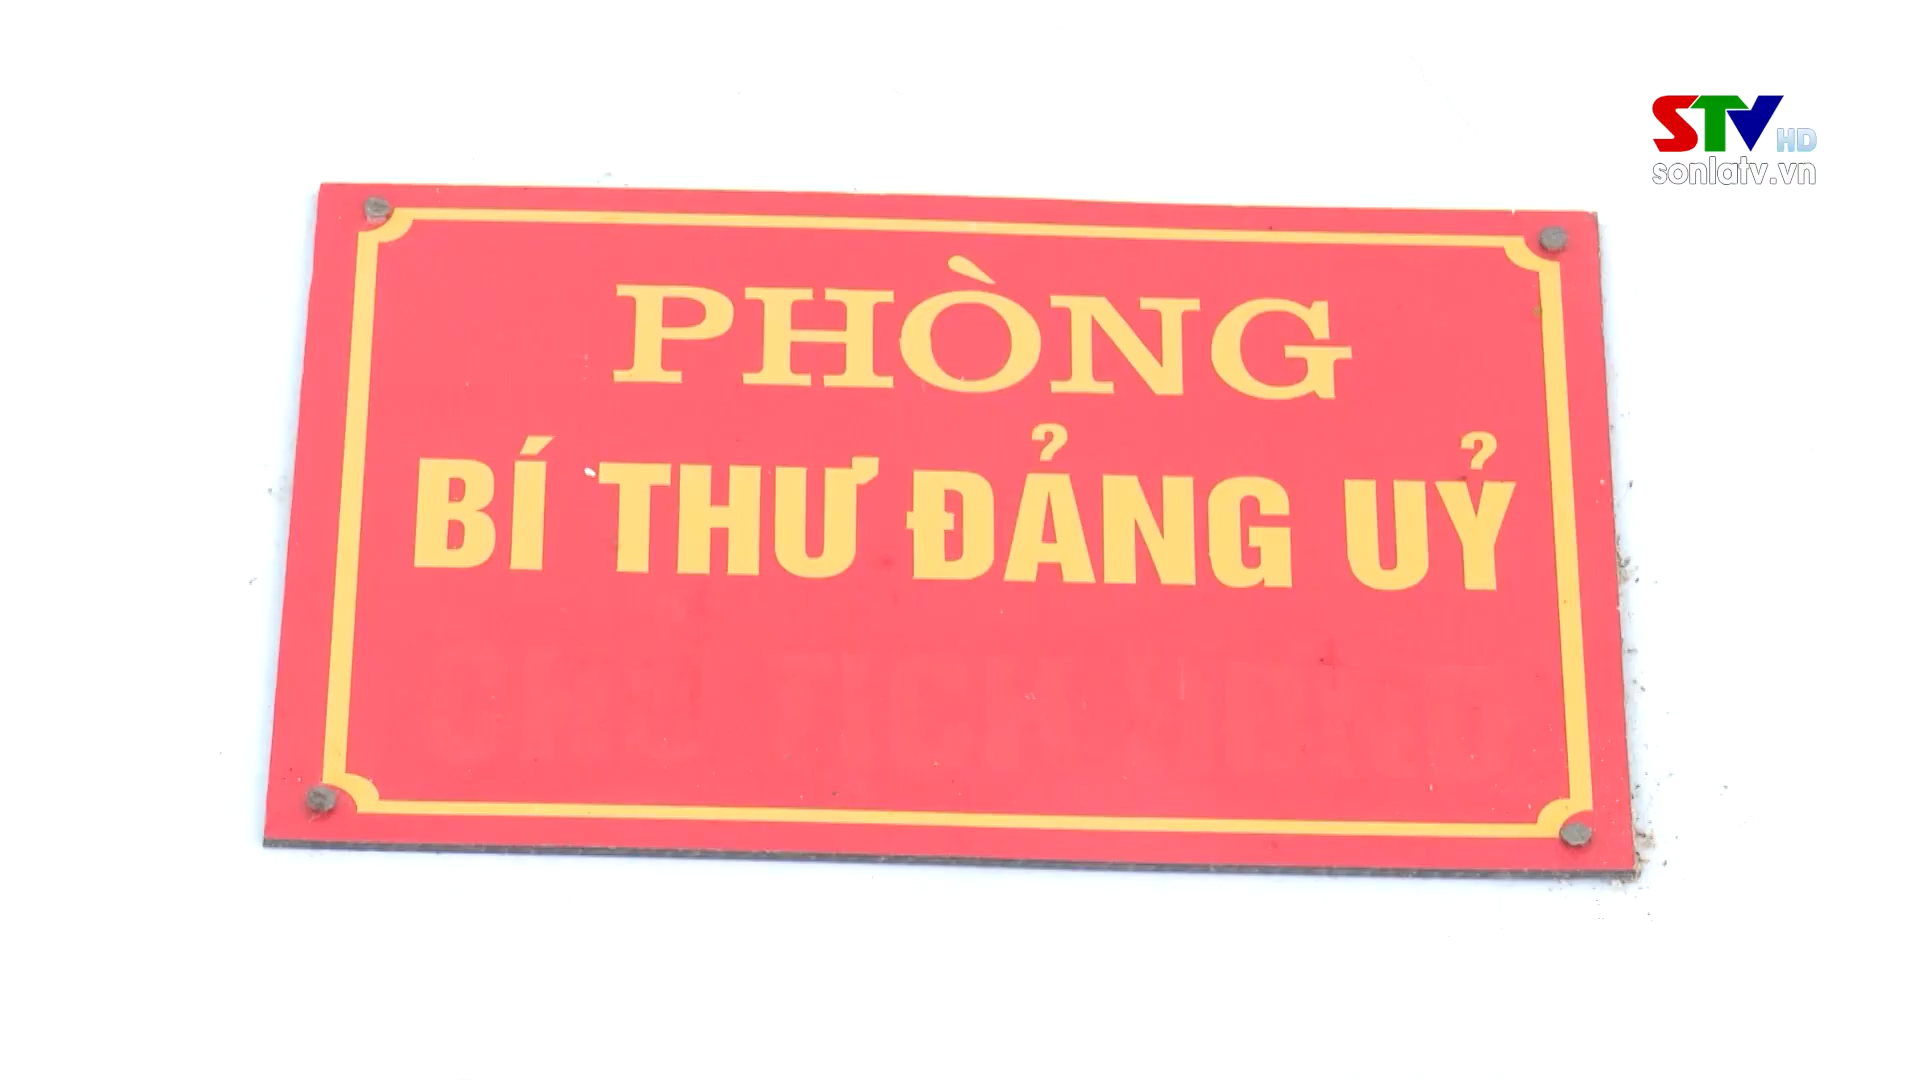 STV HD
sonlatv.vn
PHÒNG
BÍ THƯ ĐẢNG UỶ